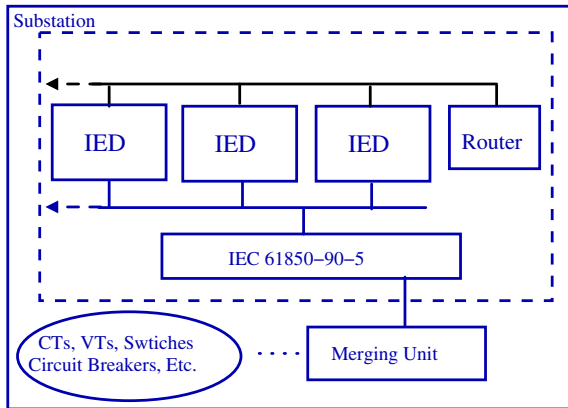 Substation
IED
IED
IED
Router
IEC 61850-90-5
CTs, VTs, Swtiches
Circuit Breakers, Etc.
Merging Unit